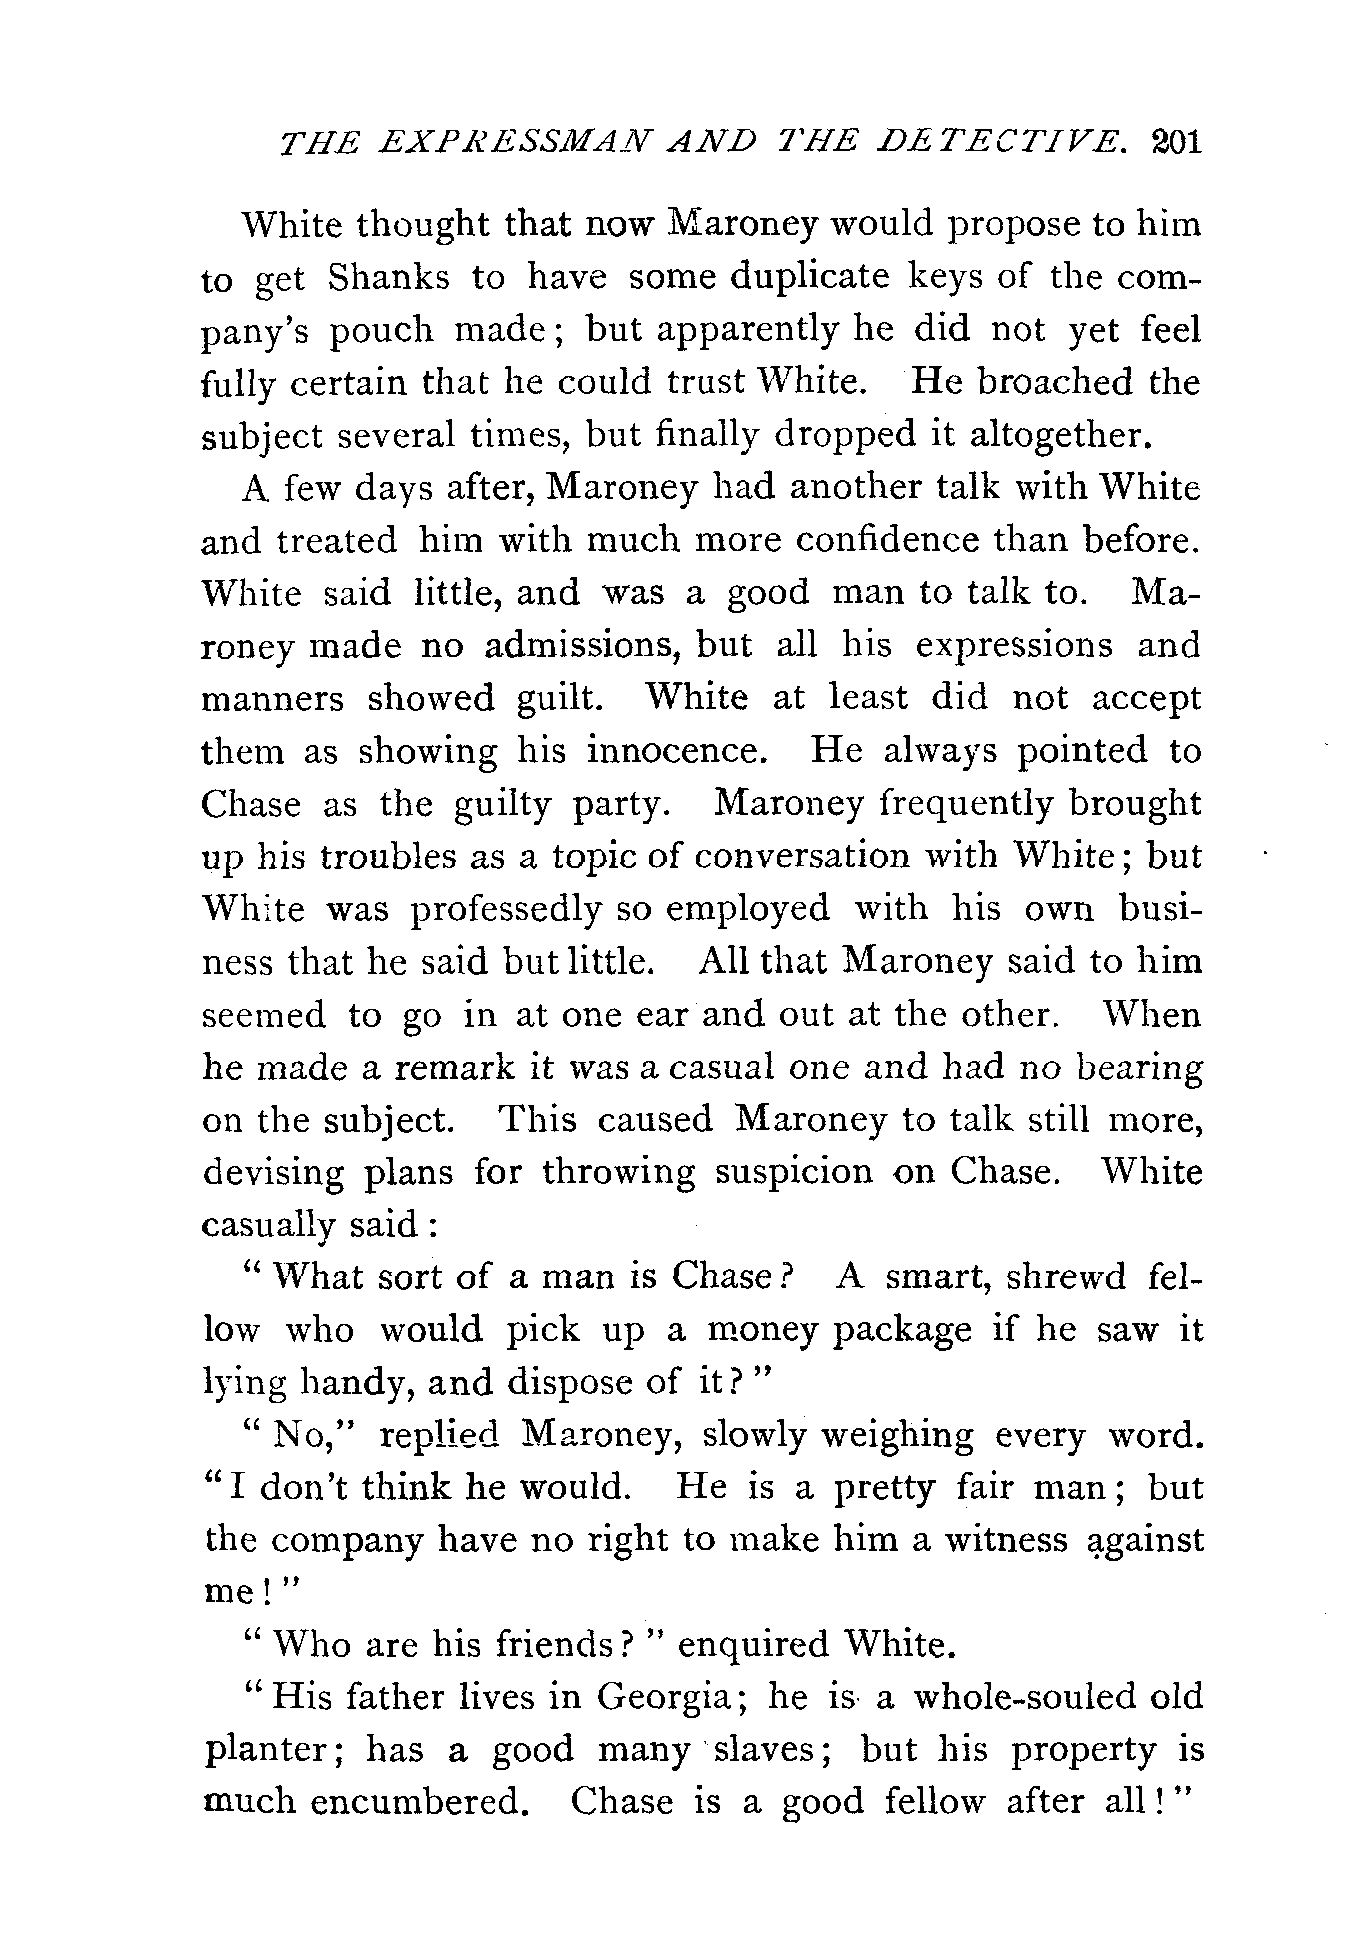 THE EXPRESSMAN AND THE DETECTIVE. 201
White thought that now Maroney would propose to him
to get Shanks to have some duplicate keys of the com-
pany's pouch made; but apparently he did not yet feel
fully certain that he could trust White. He broached the
subject several times, but finally dropped it altogether.
A few days after, Maroney had another talk with White
and treated him with much more confidence than before.
White said little, and was a good man to talk to. Ma-
roney made no admissions, but all his expressions and
manners showed guilt. White at least did not accept
them as showing his innocence. He always pointed to
Chase as the guilty party. Maroney frequently brought
up his troubles as a topic of conversation with White; but
White was professedly so employed with his own busi-
ness that he said but little. All that Maroney said to him
seemed to go in at one ear and out at the other. When
he made a remark it was a casual one and had no bearing
on the subject. This caused Maroney to talk still more,
devising plans for throwing suspicion on Chase. White
casually said:
"What sort of a man is Chase? A smart, shrewd fel-
low who would pick up a money package if he saw it
lying handy, and dispose of it?"
"No," replied Maroney, slowly weighing every word.
"I don't think he would. He is a pretty fair man; but
the company have no right to make him a witness against
me!"
"Who are his friends?" enquired White.
"His father lives in Georgia; he is a whole-souled old
planter; has a good many slaves; but his property is
much encumbered. Chase is a good fellow after all!"